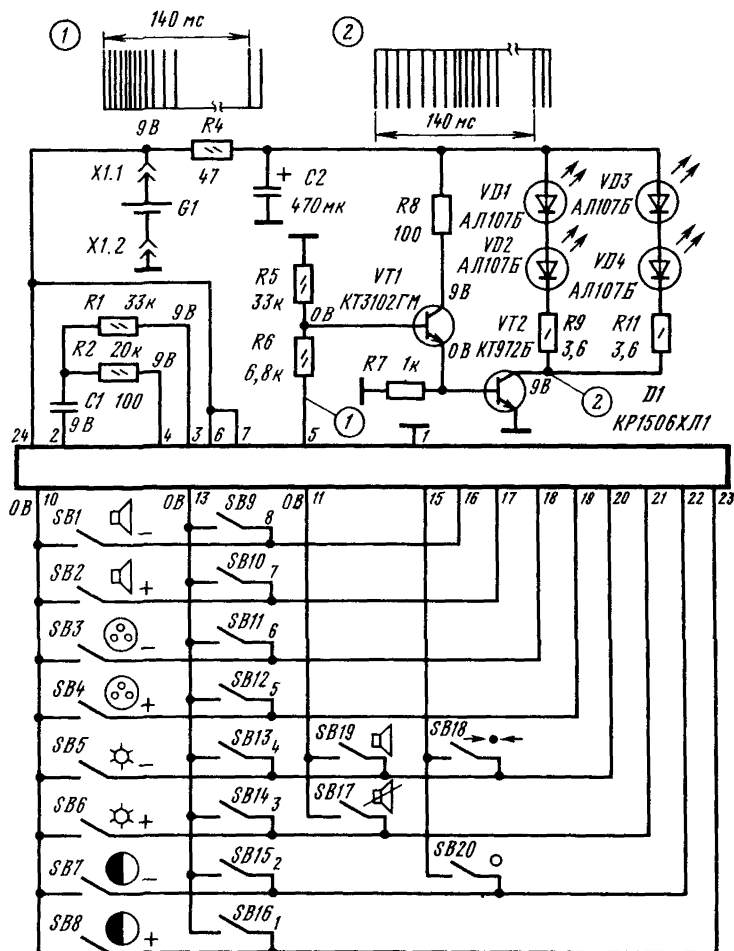 1
140 мс
2
140 мс
9В
R4
47
X1.1
G1
X1.2
+
C2
470мк
R8
100
VD1
АЛ107Б
VD2
АЛ107Б
VD3
АЛ107Б
VD4
АЛ107Б
R5
33к
0В
R6
6,8к
VT1
КТ3102ГМ
9В
0В
VT2
КТ972Б
R9
3,6
R11
3,6
R1 33к
9В
R2 20к
9В
C1
100
9В
R7 1к
9В
1
2
D1
КР1506ХЛ1
24 2 4 3 6 7 5 1
0В 10 0В 13 0В 11 15 16 17 18 19 20 21 22 23
SB1 −
SB9 8
SB2 +
SB10 7
SB3 −
SB11 6
SB4 +
SB12 5
SB5 −
SB13 4
SB19
SB18
SB6 +
SB14 3
SB17
SB7 −
SB15 2
SB20
SB8 +
SB16 1